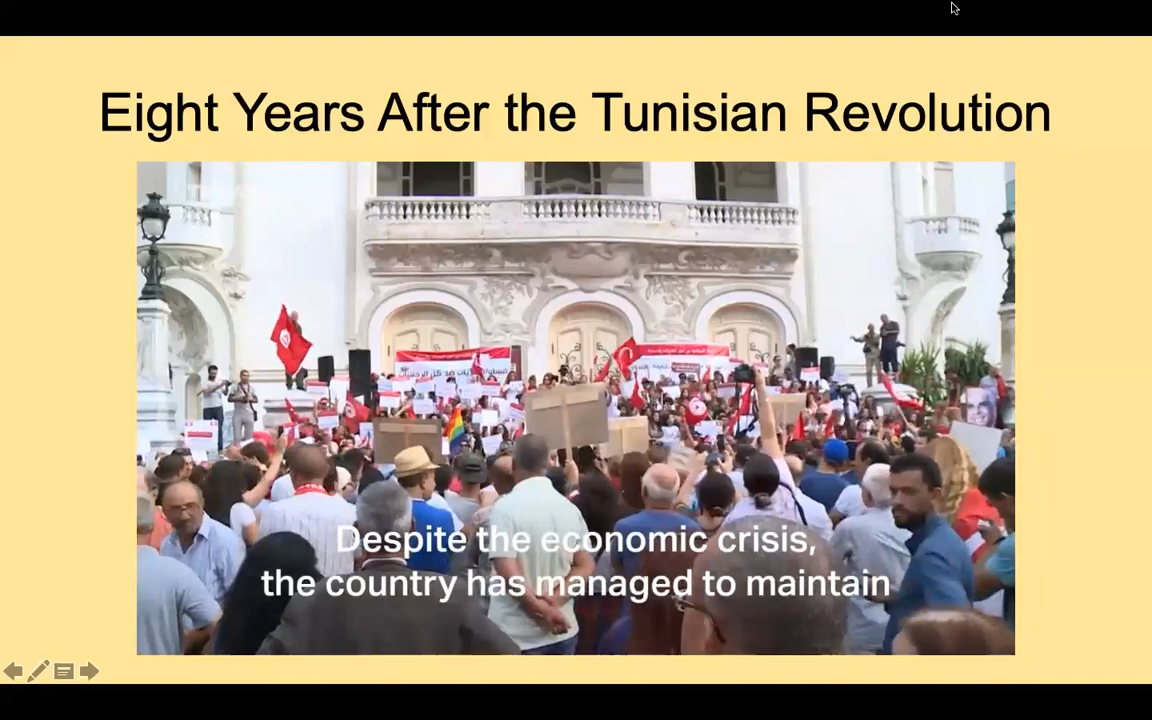 Eight Years After the Tunisian Revolution
Despite the economic crisis,
the country has managed to maintain